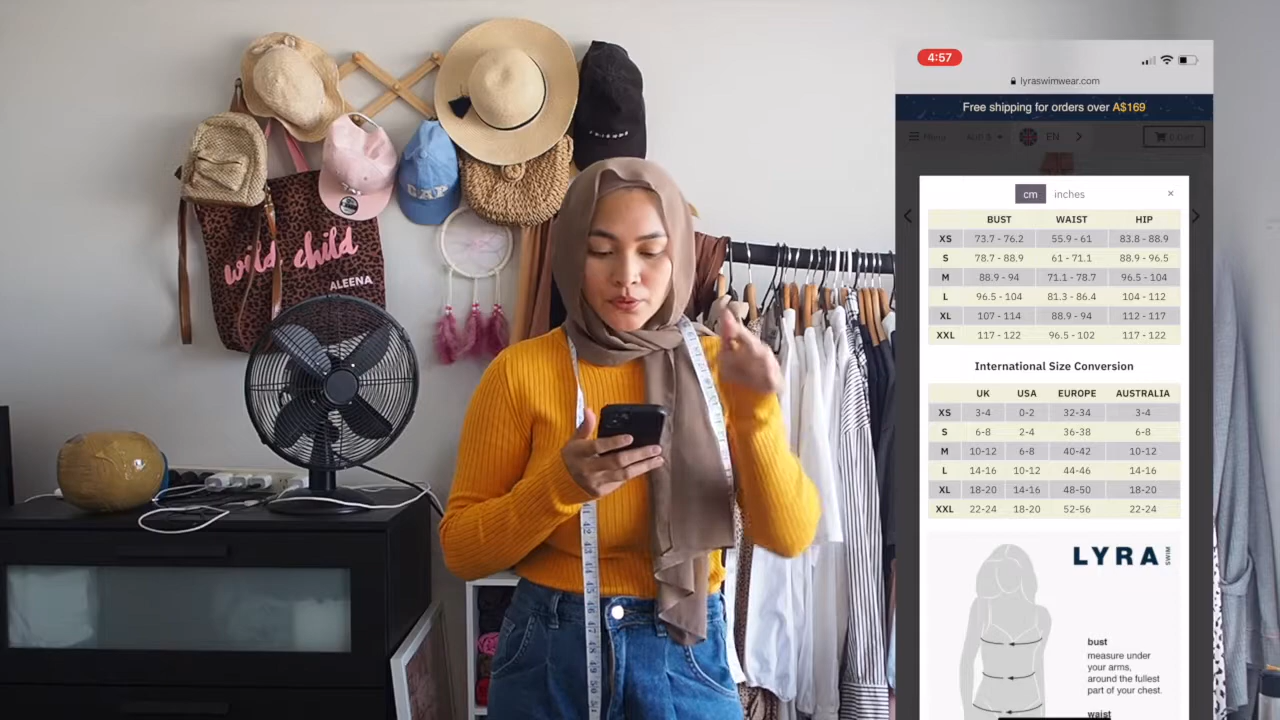 FRIENDS
GAP
wild child
ALEENA
4:57
lyraswimwear.com
Free shipping for orders over A$169
Menu AUD $ EN
cm inches ×
BUST WAIST HIP
XS 73.7 - 76.2 55.9 - 61 83.8 - 88.9
S 78.7 - 88.9 61 - 71.1 88.9 - 96.5
M 88.9 - 94 71.1 - 78.7 96.5 - 104
L 96.5 - 104 81.3 - 86.4 104 - 112
XL 107 - 114 88.9 - 94 112 - 117
XXL 117 - 122 96.5 - 102 117 - 122
International Size Conversion
UK USA EUROPE AUSTRALIA
XS 3-4 0-2 32-34 3-4
S 6-8 2-4 36-38 6-8
M 10-12 6-8 40-42 10-12
L 14-16 10-12 44-46 14-16
XL 18-20 14-16 48-50 18-20
XXL 22-24 18-20 52-56 22-24
LYRA SWIM
bust
measure under
your arms,
around the fullest
part of your chest.
waist